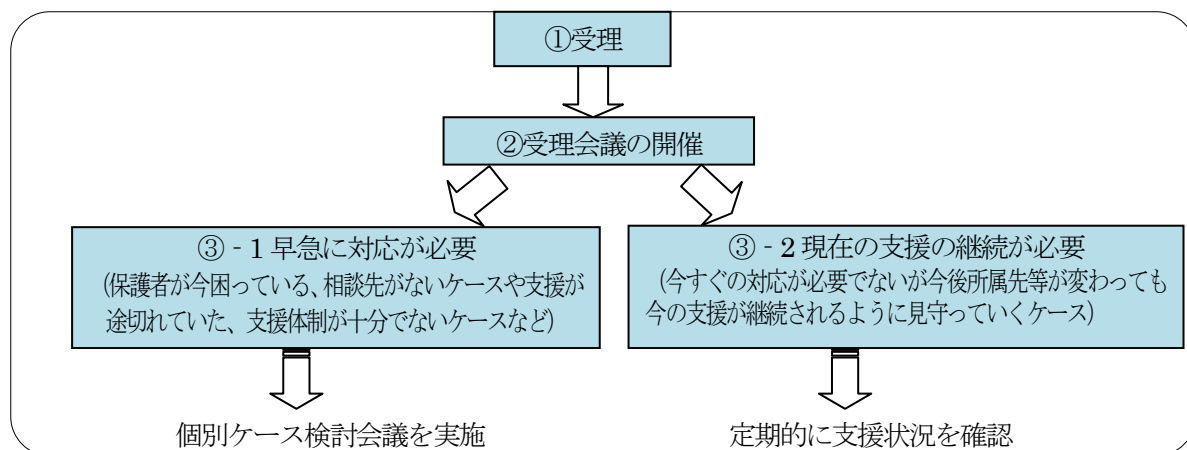 ①受理
②受理会議の開催
③‐1 早急に対応が必要
(保護者が今困っている、相談先がないケースや支援が
途切れていた、支援体制が十分でないケースなど)
③‐2 現在の支援の継続が必要
(今すぐの対応が必要でないが今後所属先等が変わっても
今の支援が継続されるように見守っていくケース)
個別ケース検討会議を実施
定期的に支援状況を確認